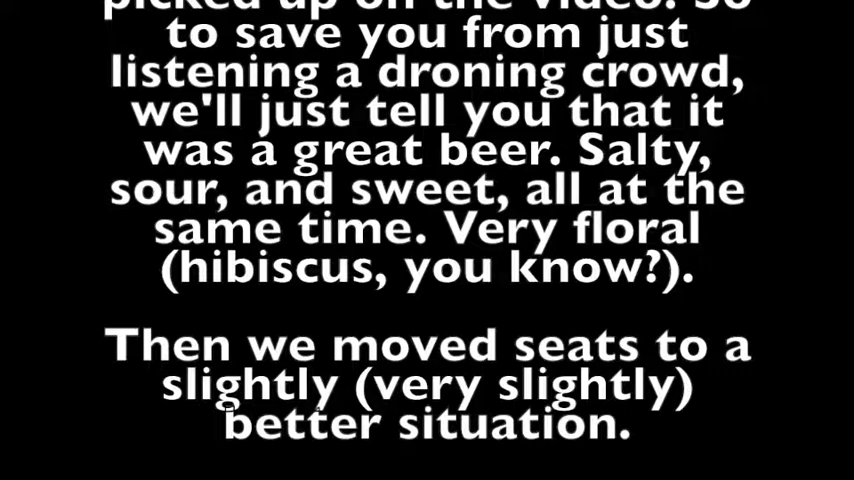 picked up on the video. So
to save you from just
listening a droning crowd,
we'll just tell you that it
was a great beer. Salty,
sour, and sweet, all at the
same time. Very floral
(hibiscus, you know?).
Then we moved seats to a
slightly (very slightly)
better situation.